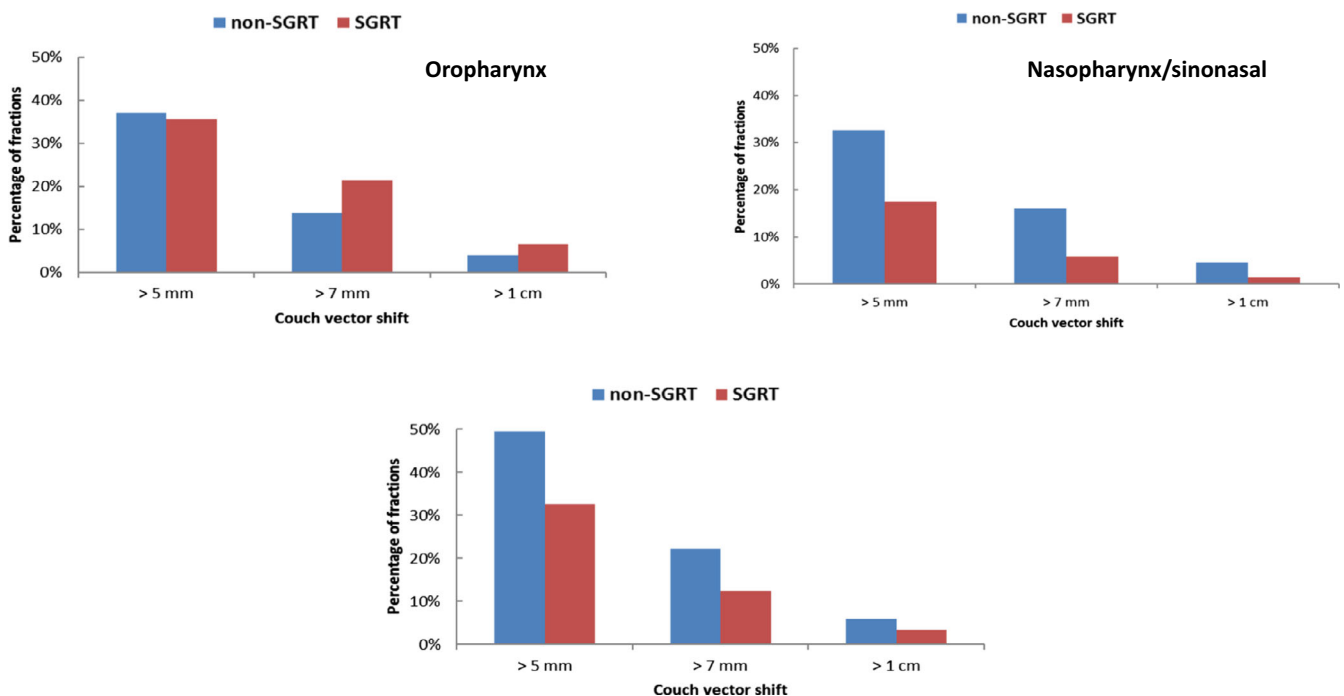 non-SGRT SGRT
Oropharynx
50%
40%
30%
20%
10%
0%
Percentage of fractions
> 5 mm > 7 mm > 1 cm
Couch vector shift
non-SGRT SGRT
Nasopharynx/sinonasal
50%
40%
30%
20%
10%
0%
Percentage of fractions
> 5 mm > 7 mm > 1 cm
Couch vector shift
non-SGRT SGRT
50%
40%
30%
20%
10%
0%
Percentage of fractions
> 5 mm > 7 mm > 1 cm
Couch vector shift